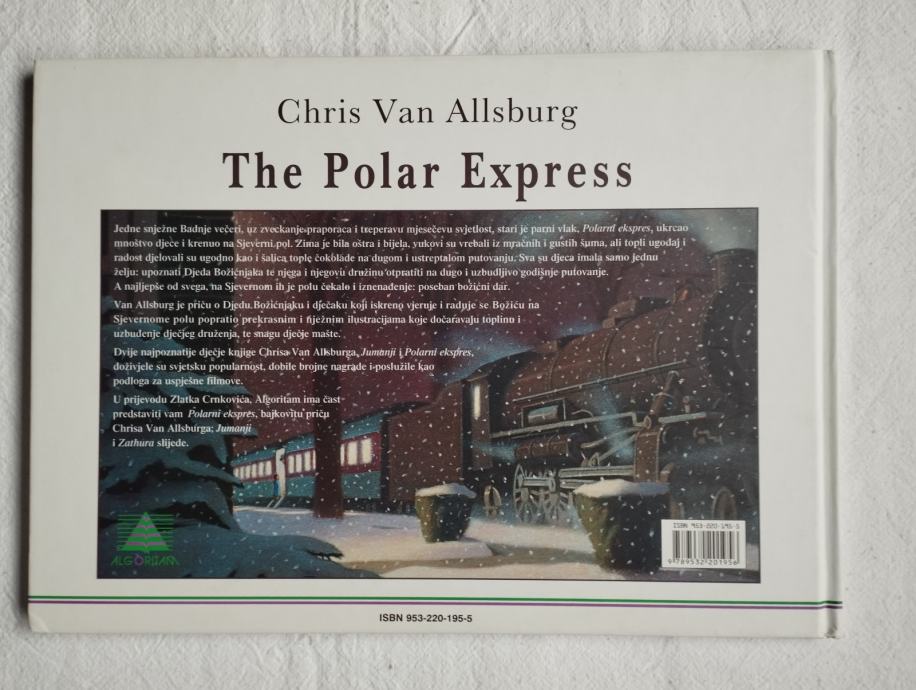 Chris Van Allsburg
The Polar Express
Jedne snježne Badnje večeri, uz zveckanje praporaca i treperavu mjesečevu svjetlost, stari je parni vlak, Polarni ekspres, ukrcao
mnoštvo djece i krenuo na Sjeverni pol. Zima je bila oštra i bijela, vukovi su vrebali iz mračnih i gustih šuma, ali topli ugođaj i
radost djelovali su ugodno kao i šalica tople čokolade na dugom i ustreptalom putovanju. Sva su djeca imala samo jednu
želju: upoznati Djeda Božićnjaka te njega i njegovu družinu otpratiti na dugo i uzbudljivo godišnje putovanje.
A najljepše od svega, na Sjevernom ih je polu čekalo i iznenađenje: poseban božićni dar.
Van Allsburg je priču o Djedu Božićnjaku i dječaku koji iskreno vjeruje i raduje se Božiću na
Sjevernome polu popratio prekrasnim i nježnim ilustracijama koje dočaravaju toplinu i
uzbuđenje dječjeg druženja, te snagu dječje mašte.
Dvije najpoznatije dječje knjige Chrisa Van Allsburga, Jumanji i Polarni ekspres,
doživjele su svjetsku popularnost, dobile brojne nagrade i poslužile kao
podloga za uspješne filmove.
U prijevodu Zlatka Crnkovića, Algoritam ima čast
predstaviti vam Polarni ekspres, bajkovitu priču
Chrisa Van Allsburga; Jumanji
i Zathura slijede.
ALGORITAM
ISBN 953-220-195-5
9 789532 201956
ISBN 953-220-195-5